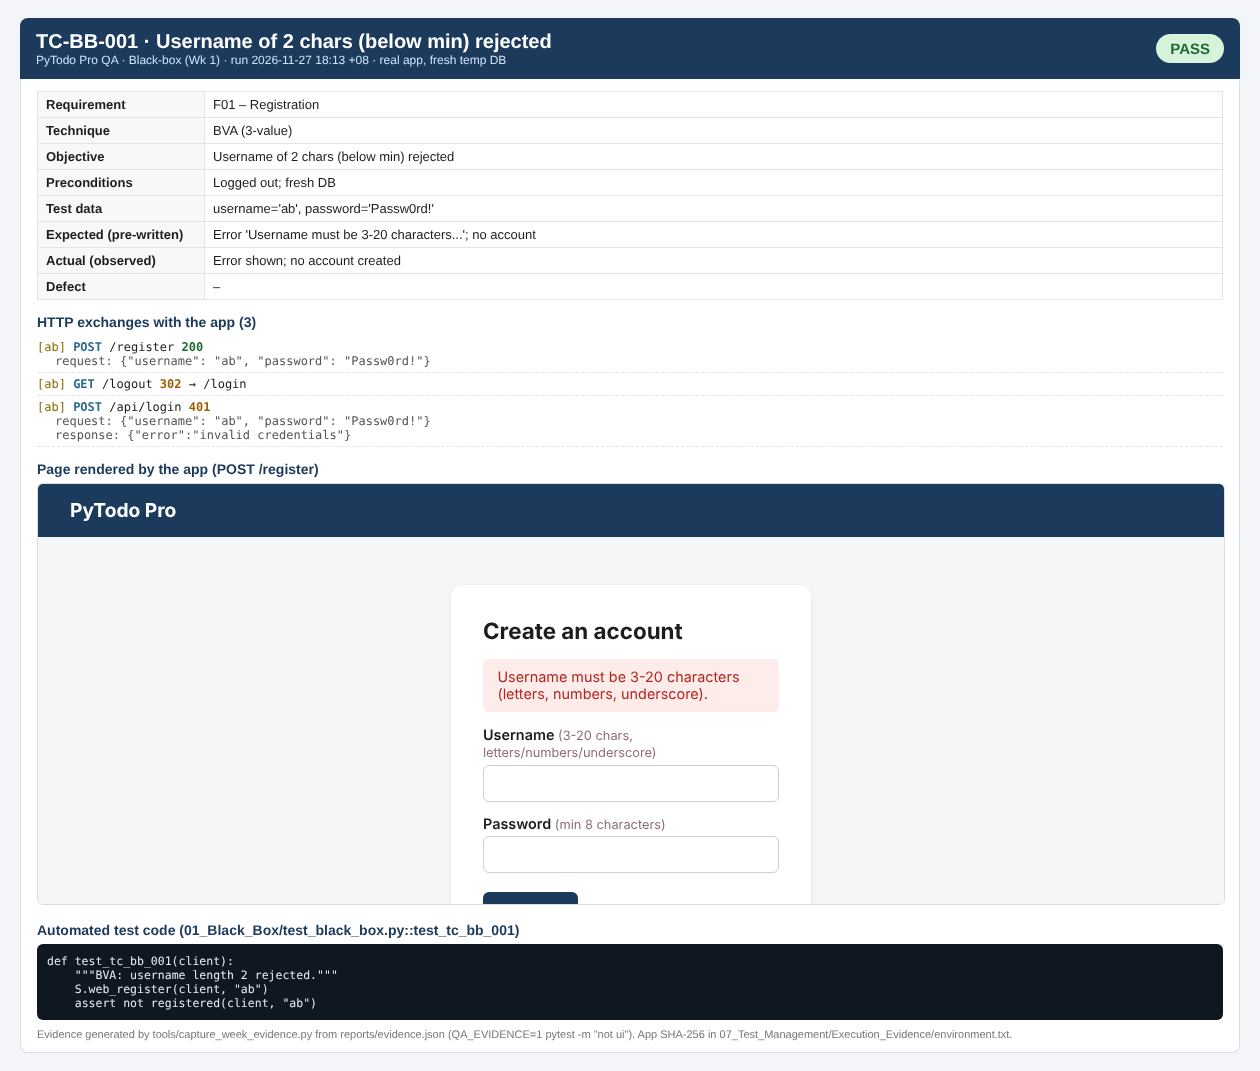 TC-BB-001 · Username of 2 chars (below min) rejected
PyTodo Pro QA · Black-box (Wk 1) · run 2026-11-27 18:13 +08 · real app, fresh temp DB
PASS
Requirement F01 – Registration
Technique BVA (3-value)
Objective Username of 2 chars (below min) rejected
Preconditions Logged out; fresh DB
Test data username='ab', password='Passw0rd!'
Expected (pre-written) Error 'Username must be 3-20 characters...'; no account
Actual (observed) Error shown; no account created
Defect –
HTTP exchanges with the app (3)
[ab] POST /register 200
request: {"username": "ab", "password": "Passw0rd!"}
[ab] GET /logout 302 → /login
[ab] POST /api/login 401
request: {"username": "ab", "password": "Passw0rd!"}
response: {"error":"invalid credentials"}
Page rendered by the app (POST /register)
PyTodo Pro
Create an account
Username must be 3-20 characters
(letters, numbers, underscore).
Username (3-20 chars,
letters/numbers/underscore)
Password (min 8 characters)
Automated test code (01_Black_Box/test_black_box.py::test_tc_bb_001)
def test_tc_bb_001(client):
"""BVA: username length 2 rejected."""
S.web_register(client, "ab")
assert not registered(client, "ab")
Evidence generated by tools/capture_week_evidence.py from reports/evidence.json (QA_EVIDENCE=1 pytest -m "not ui"). App SHA-256 in 07_Test_Management/Execution_Evidence/environment.txt.